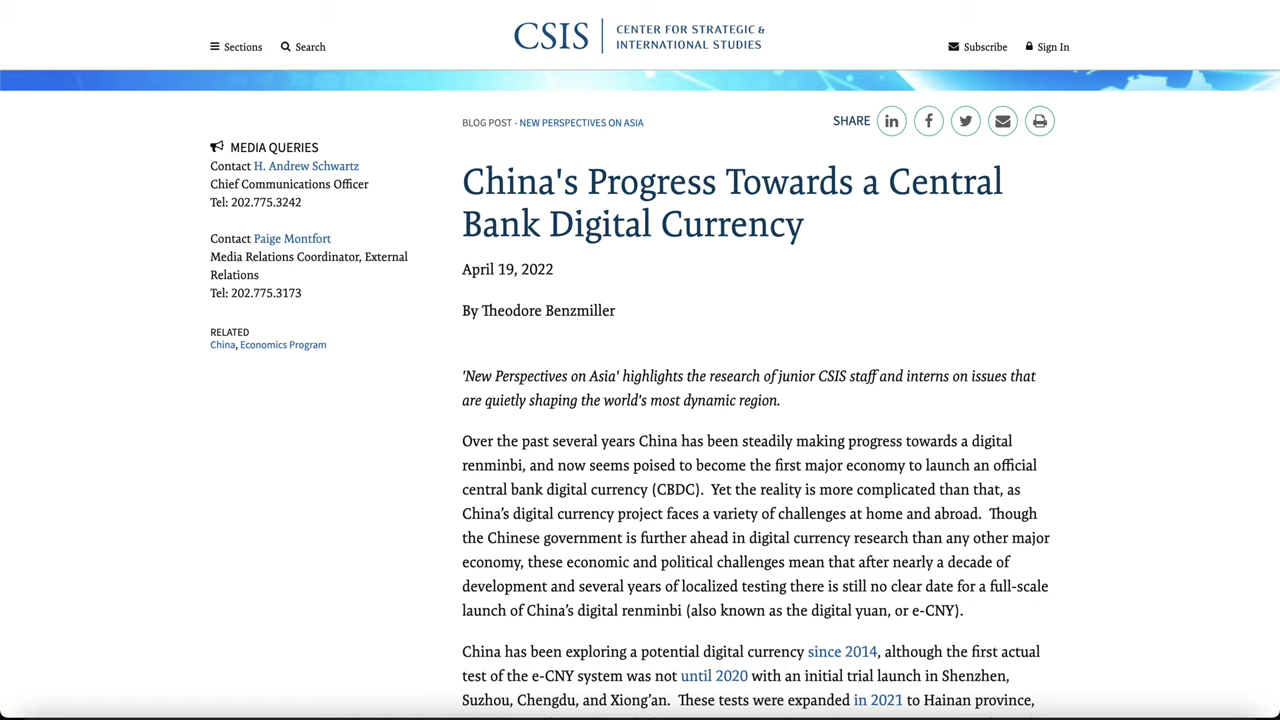 Sections
Search
CSIS
CENTER FOR STRATEGIC &
INTERNATIONAL STUDIES
Subscribe
Sign In
MEDIA QUERIES
Contact H. Andrew Schwartz
Chief Communications Officer
Tel: 202.775.3242
Contact Paige Montfort
Media Relations Coordinator, External
Relations
Tel: 202.775.3173
RELATED
China, Economics Program
BLOG POST - NEW PERSPECTIVES ON ASIA
SHARE
China's Progress Towards a Central
Bank Digital Currency
April 19, 2022
By Theodore Benzmiller
'New Perspectives on Asia' highlights the research of junior CSIS staff and interns on issues that
are quietly shaping the world's most dynamic region.
Over the past several years China has been steadily making progress towards a digital
renminbi, and now seems poised to become the first major economy to launch an official
central bank digital currency (CBDC).  Yet the reality is more complicated than that, as
China’s digital currency project faces a variety of challenges at home and abroad.  Though
the Chinese government is further ahead in digital currency research than any other major
economy, these economic and political challenges mean that after nearly a decade of
development and several years of localized testing there is still no clear date for a full-scale
launch of China’s digital renminbi (also known as the digital yuan, or e-CNY).
China has been exploring a potential digital currency since 2014, although the first actual
test of the e-CNY system was not until 2020 with an initial trial launch in Shenzhen,
Suzhou, Chengdu, and Xiong’an.  These tests were expanded in 2021 to Hainan province,